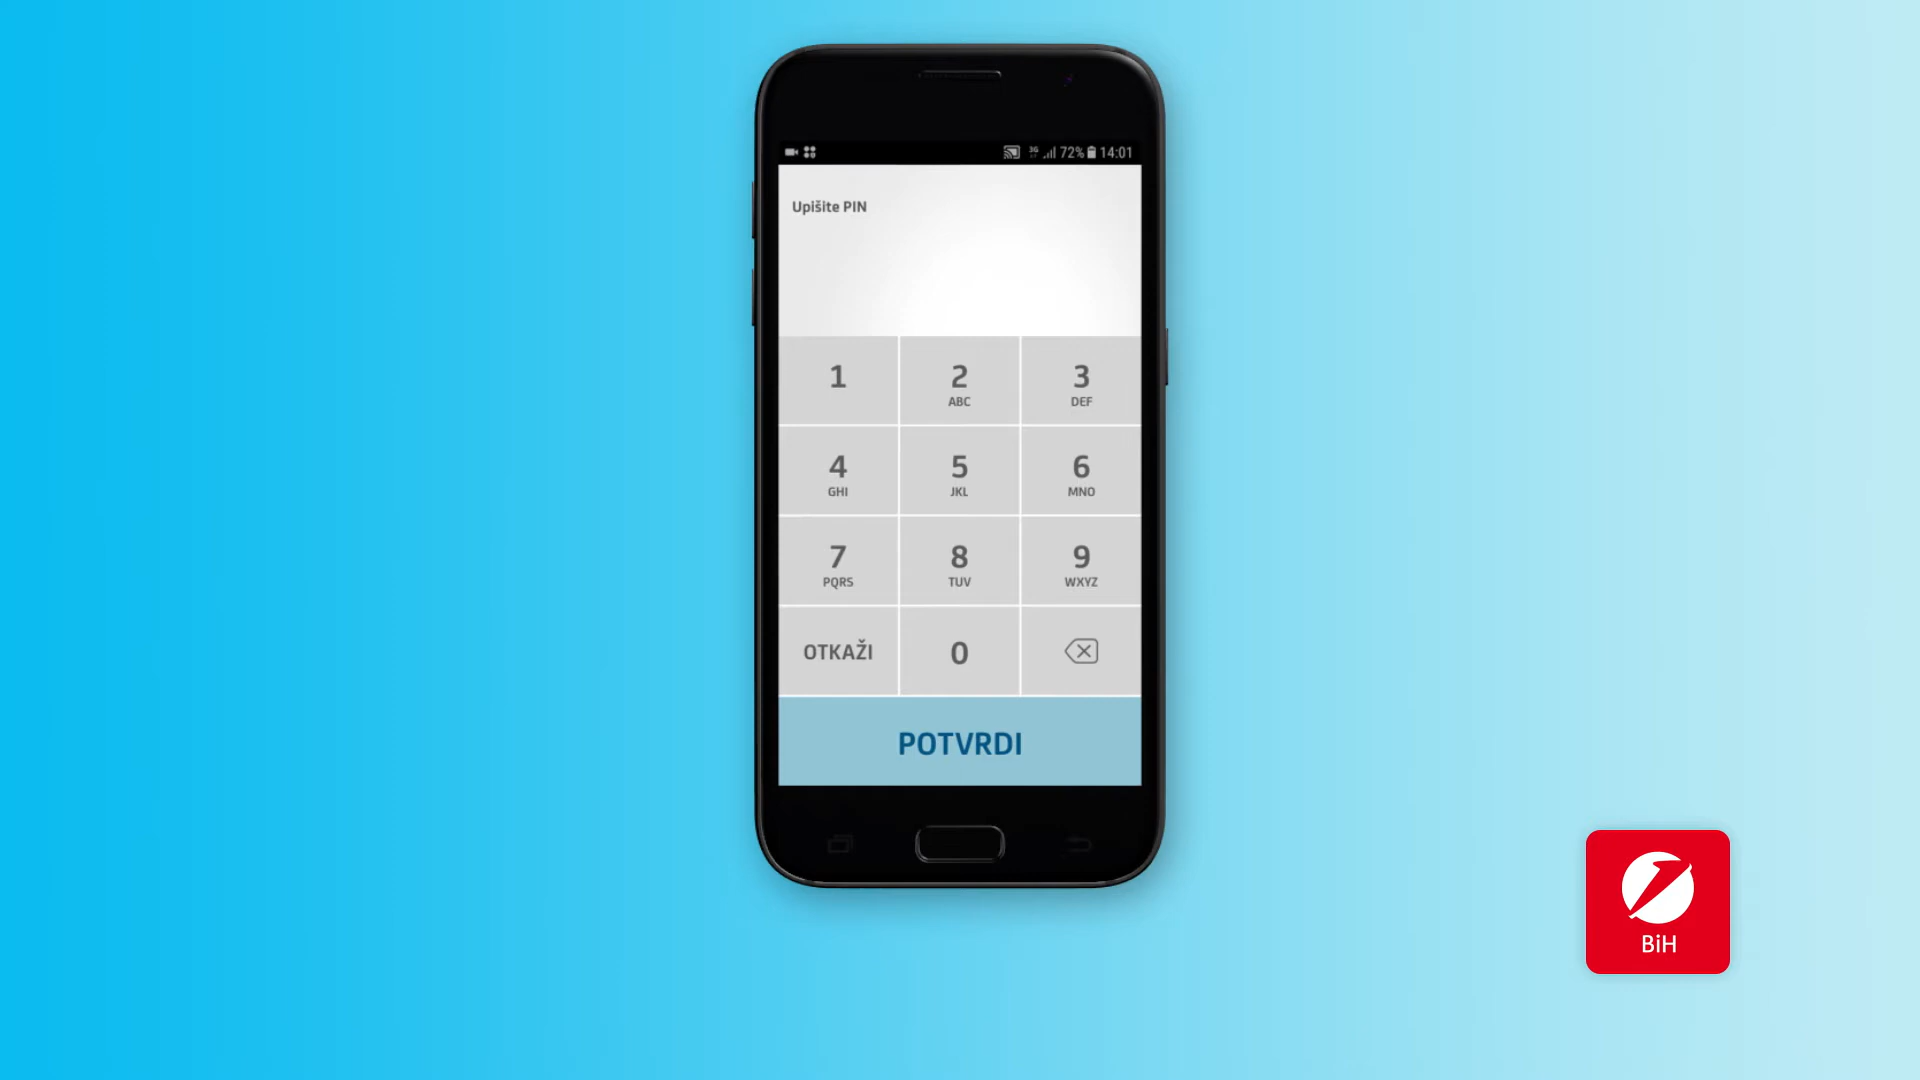 3G 72% 14:01
Upišite PIN
1
2
3
ABC
DEF
4
5
6
GHI
JKL
MNO
7
8
9
PQRS
TUV
WXYZ
OTKAŽI
0
POTVRDI
BiH